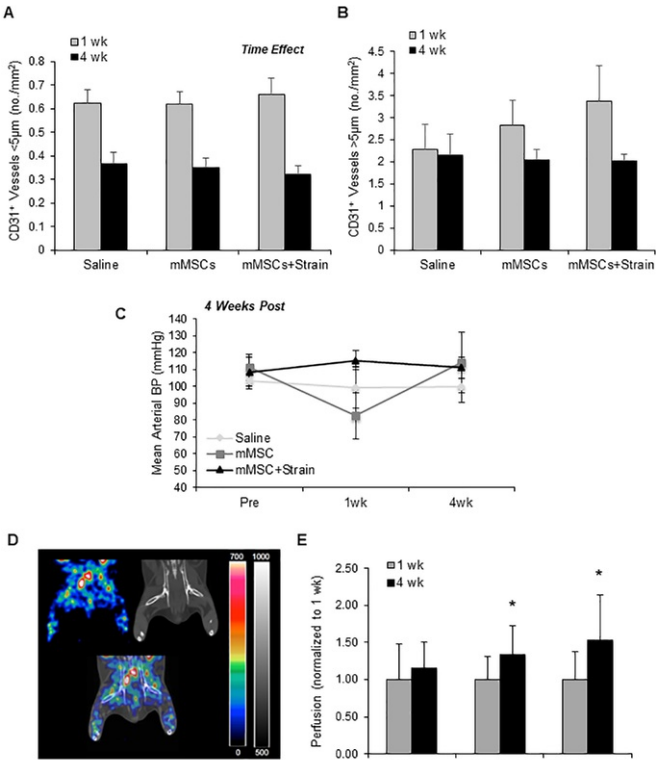 A
1 wk
4 wk
Time Effect
CD31⁺ Vessels <5µm (no./mm²)
0.8
0.7
0.6
0.5
0.4
0.3
0.2
0.1
0
Saline
mMSCs
mMSCs+Strain
B
1 wk
4 wk
CD31⁺ Vessels >5µm (no./mm²)
4.5
4
3.5
3
2.5
2
1.5
1
0.5
0
Saline
mMSCs
mMSCs+Strain
C
4 Weeks Post
Mean Arterial BP (mmHg)
140
130
120
110
100
90
80
70
60
50
40
Saline
mMSC
mMSC+Strain
Pre
1wk
4wk
D
700
1000
0
500
E
1 wk
4 wk
Perfusion (normalized to 1 wk)
2.50
2.00
1.50
1.00
0.50
0.00
*
*